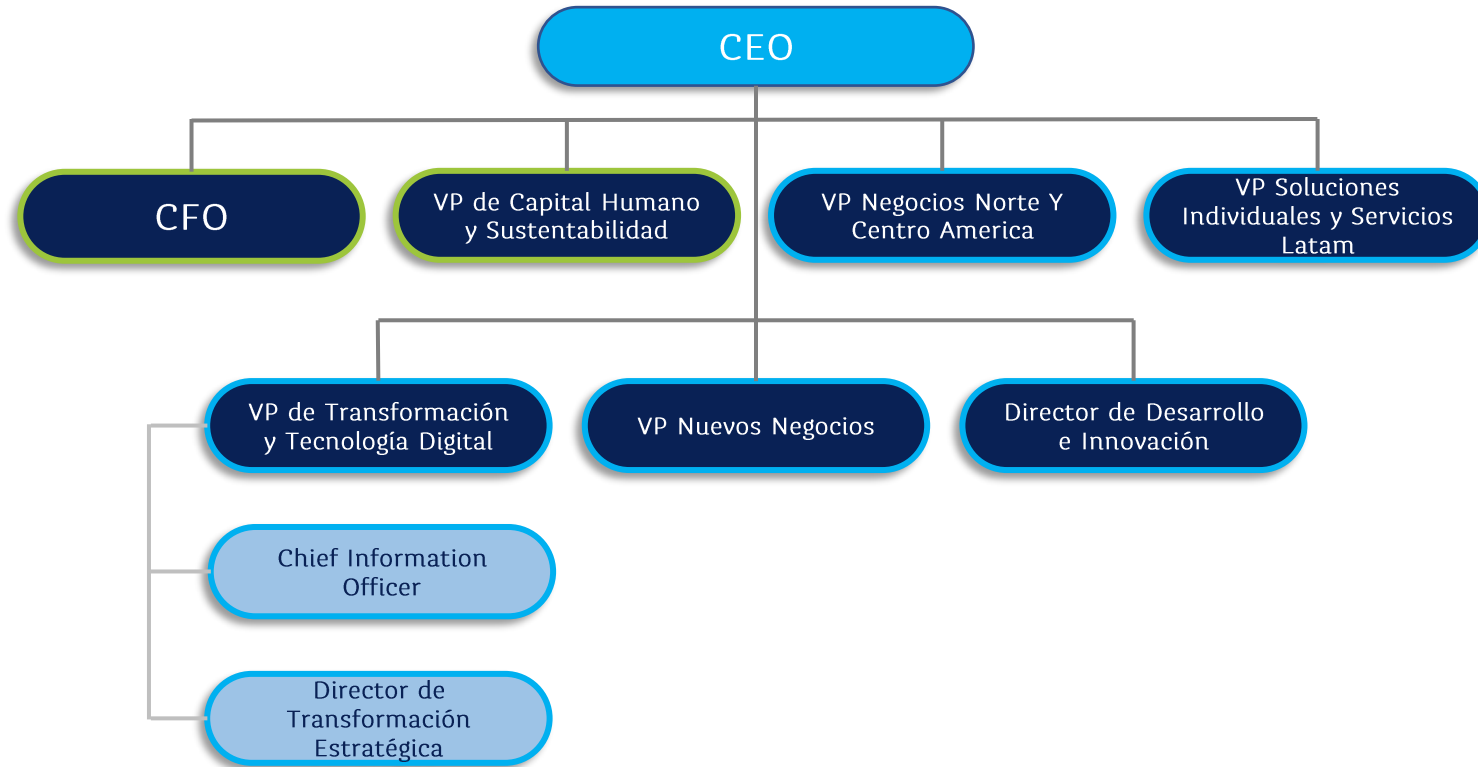 CEO
CFO
VP de Capital Humano
y Sustentabilidad
VP Negocios Norte Y
Centro America
VP Soluciones
Individuales y Servicios
Latam
VP de Transformación
y Tecnología Digital
VP Nuevos Negocios
Director de Desarrollo
e Innovación
Chief Information
Officer
Director de
Transformación
Estratégica